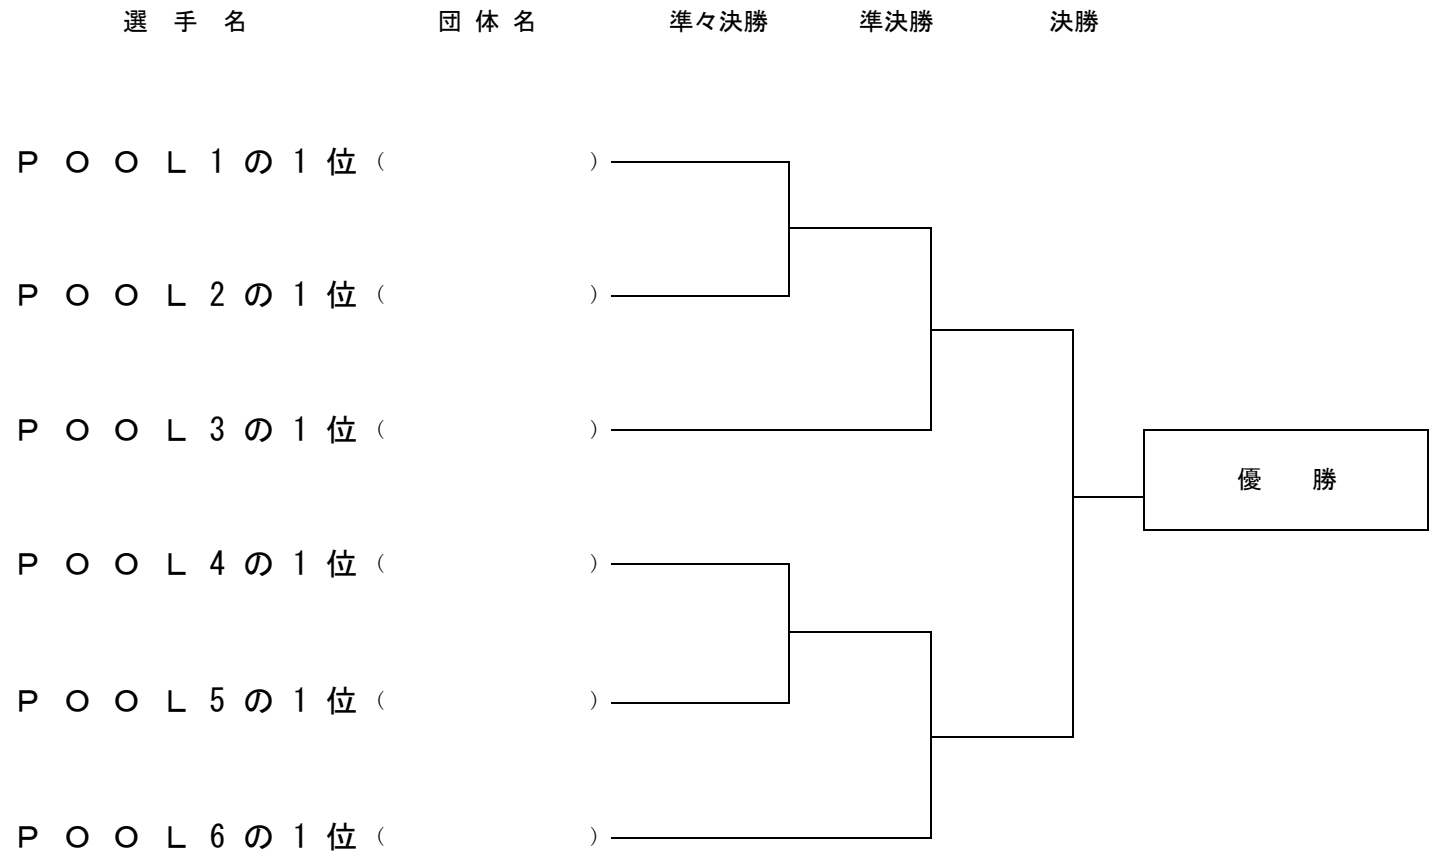 選　手　名　団 体 名　準々決勝　準決勝　決勝
ＰＯＯＬ１の１位（　　　　）
ＰＯＯＬ２の１位（　　　　）
ＰＯＯＬ３の１位（　　　　）
優　　勝
ＰＯＯＬ４の１位（　　　　）
ＰＯＯＬ５の１位（　　　　）
ＰＯＯＬ６の１位（　　　　）